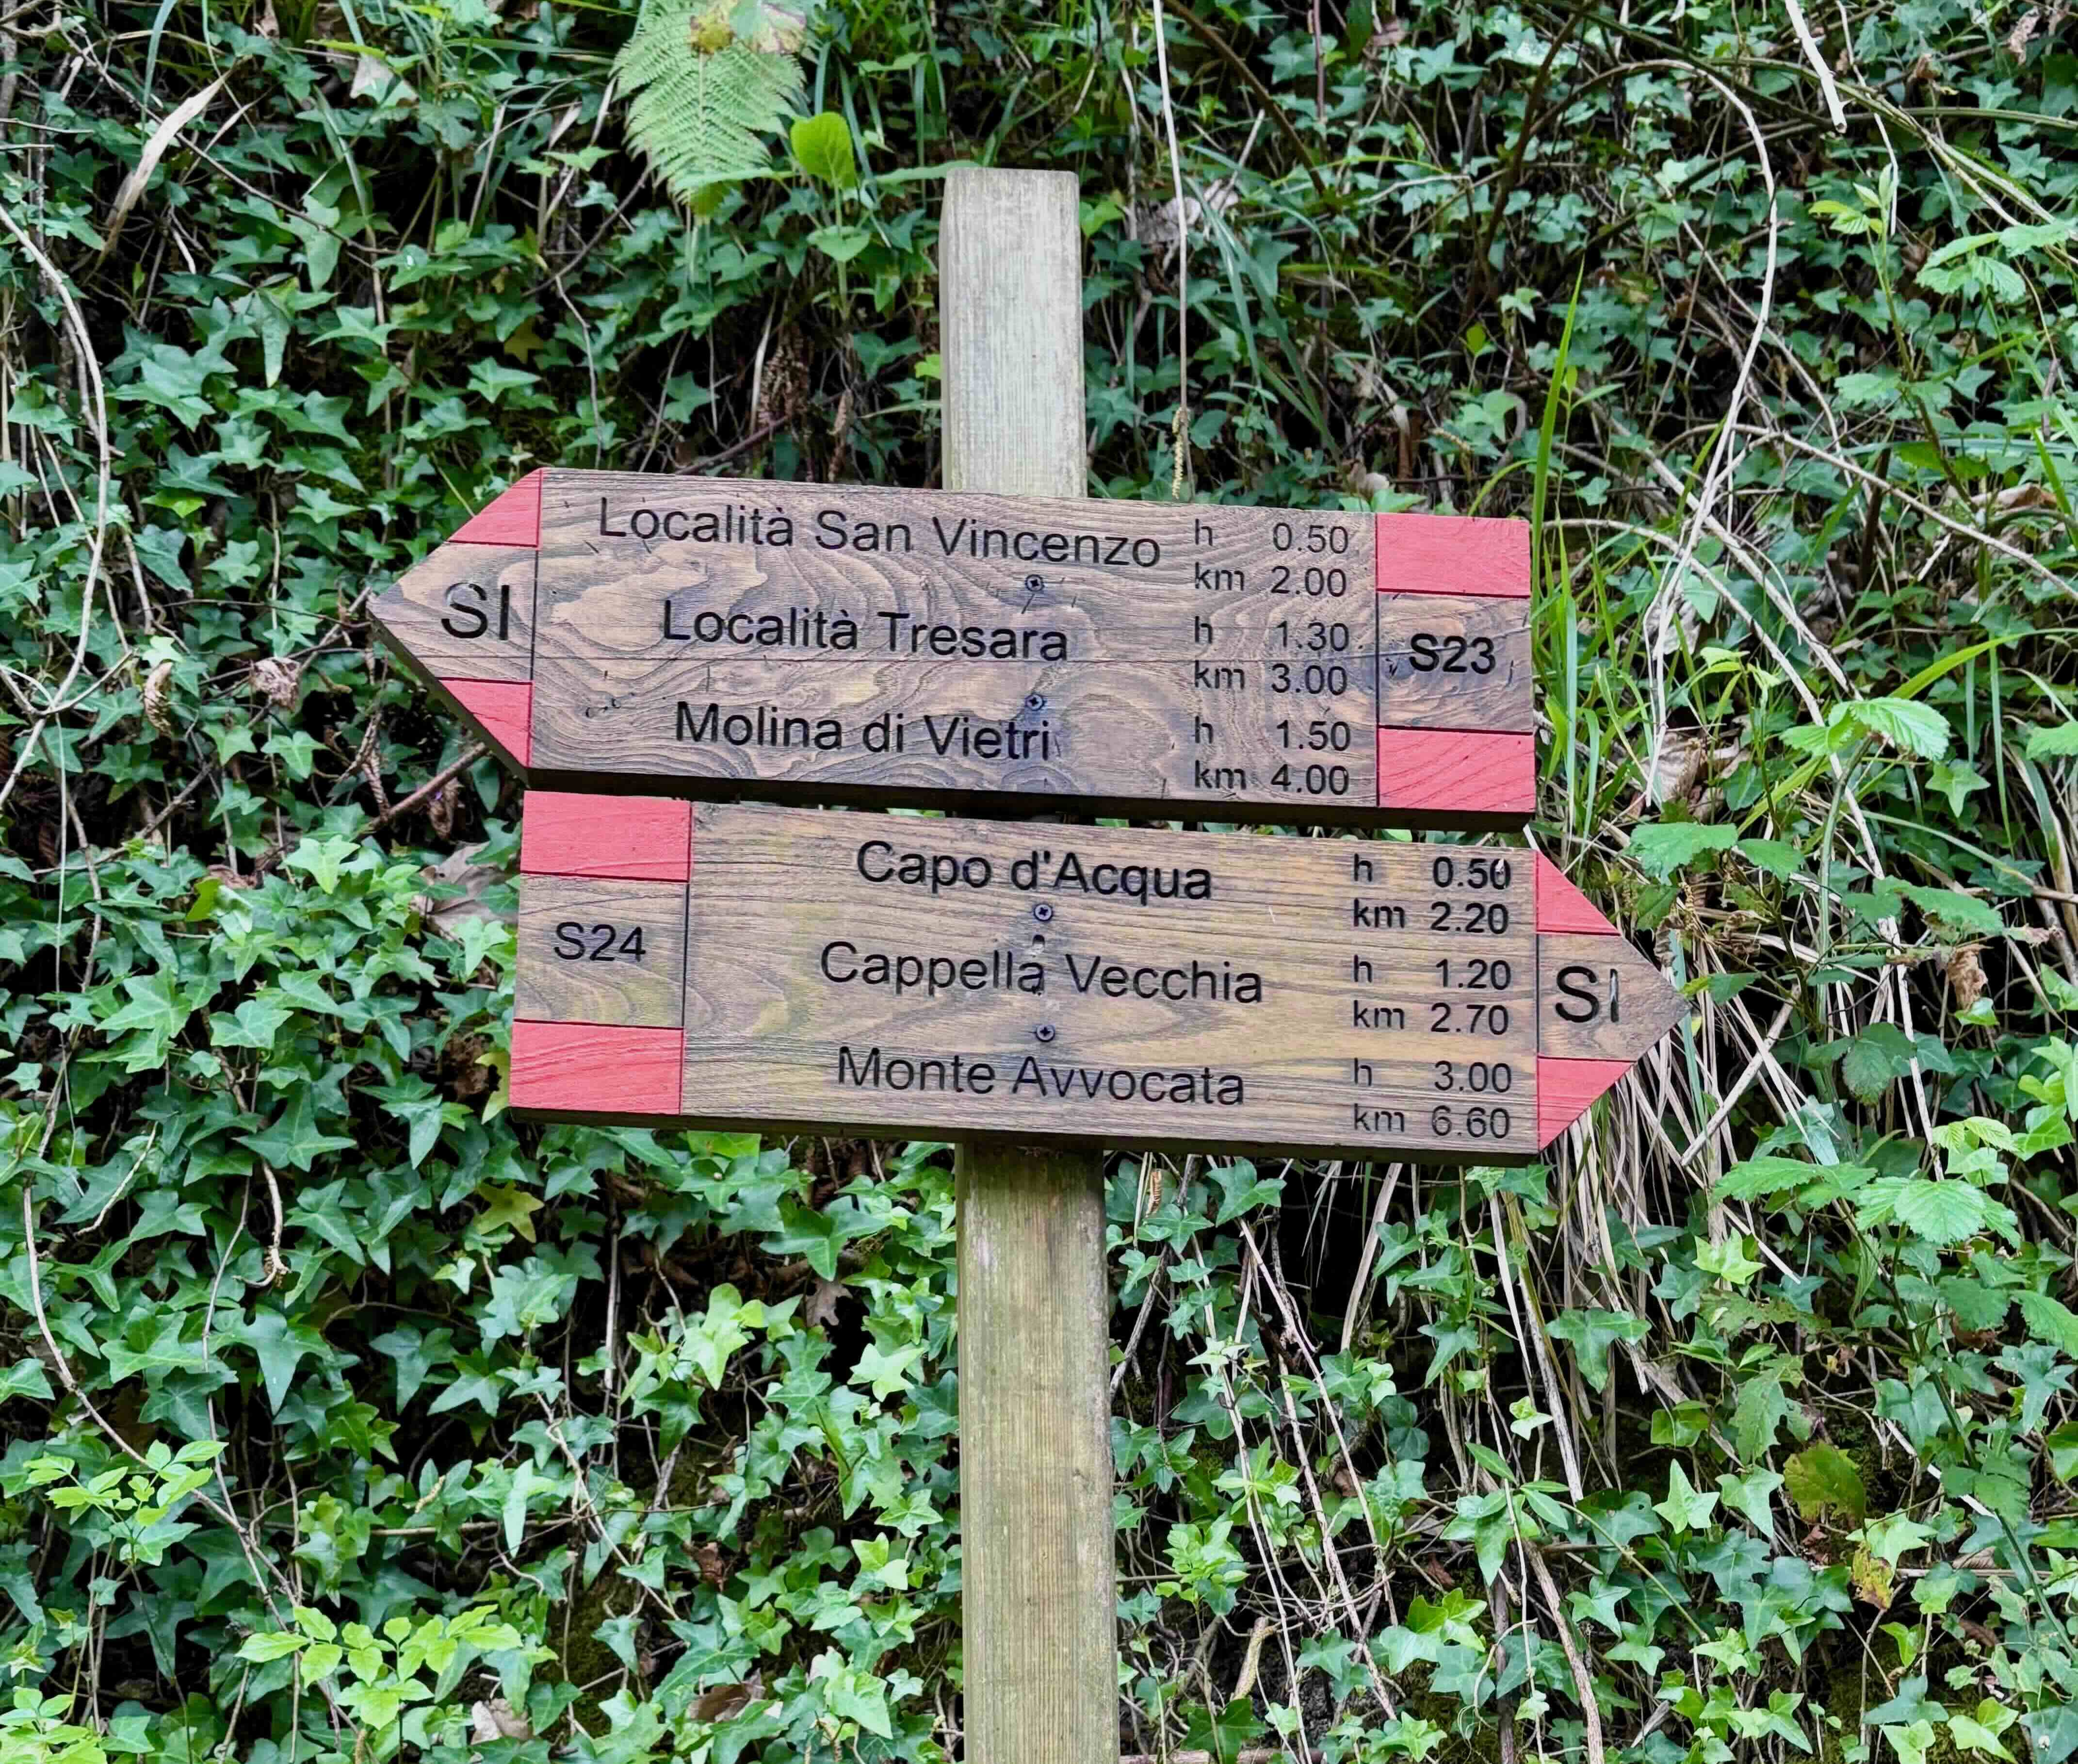 Località San Vincenzo h 0.50
km 2.00
SI Località Tresara h 1.30 S23
km 3.00
Molina di Vietri h 1.50
km 4.00
Capo d'Acqua h 0.50
km 2.20
S24 Cappella Vecchia h 1.20 SI
km 2.70
Monte Avvocata h 3.00
km 6.60